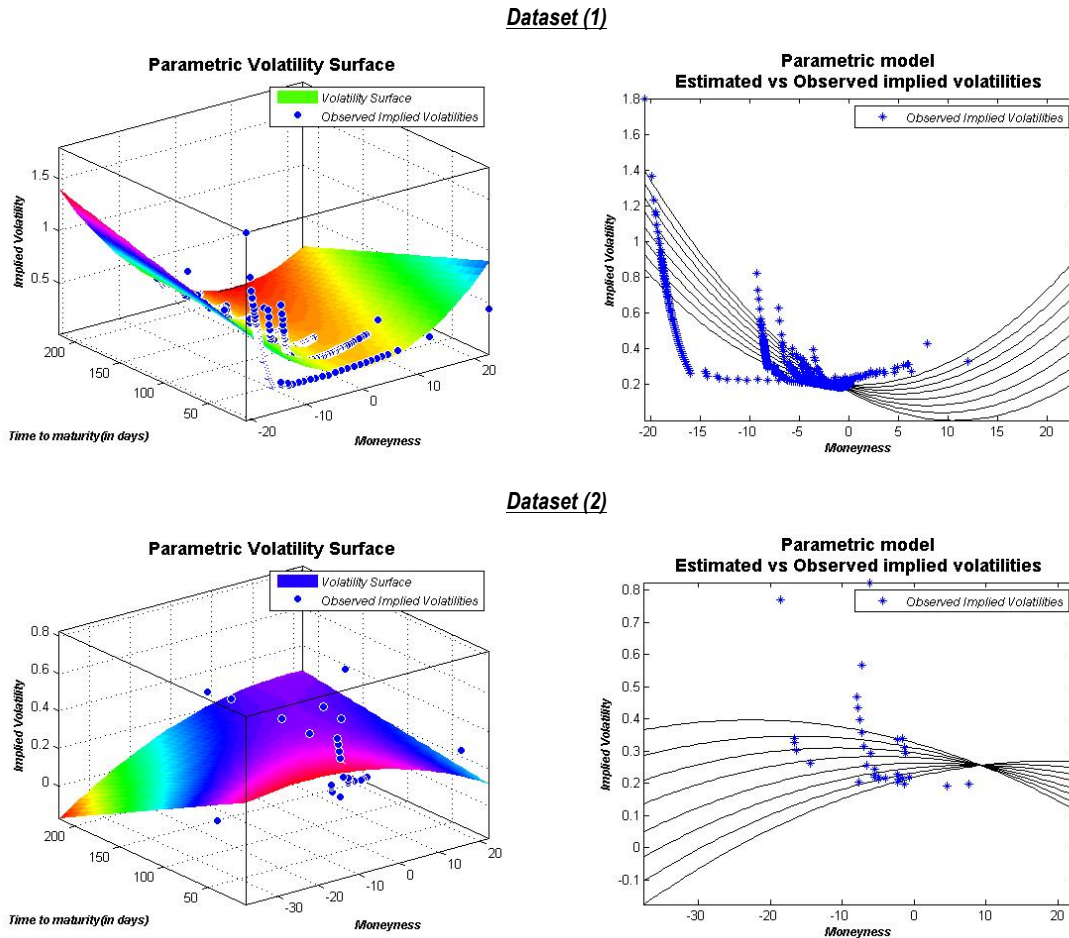 Dataset (1)
Parametric Volatility Surface
Volatility Surface
Observed Implied Volatilities
Implied Volatility
1.5
1
0.5
200
150
100
50
-20
-10
0
10
20
Time to maturity(in days)
Moneyness
Parametric model
Estimated vs Observed implied volatilities
Observed Implied Volatilities
Implied Volatility
1.8
1.6
1.4
1.2
1
0.8
0.6
0.4
0.2
-20
-15
-10
-5
0
5
10
15
20
Moneyness
Dataset (2)
Parametric Volatility Surface
Volatility Surface
Observed Implied Volatilities
Implied Volatility
0.8
0.6
0.4
0.2
0
200
150
100
50
-30
-20
-10
0
10
20
Time to maturity(in days)
Moneyness
Parametric model
Estimated vs Observed implied volatilities
Observed Implied Volatilities
Implied Volatility
0.8
0.7
0.6
0.5
0.4
0.3
0.2
0.1
0
-0.1
-30
-20
-10
0
10
20
Moneyness